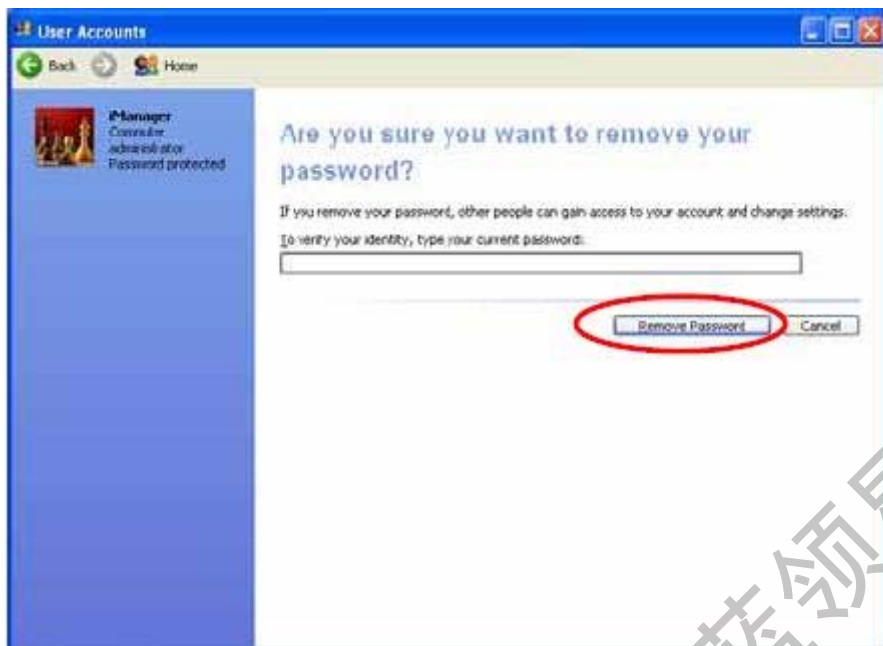 User Accounts
Back
Home
iManager
Computer
administrator
Password protected
Are you sure you want to remove your
password?
If you remove your password, other people can gain access to your account and change settings.
To verify your identity, type your current password:
Remove Password
Cancel
蓝领